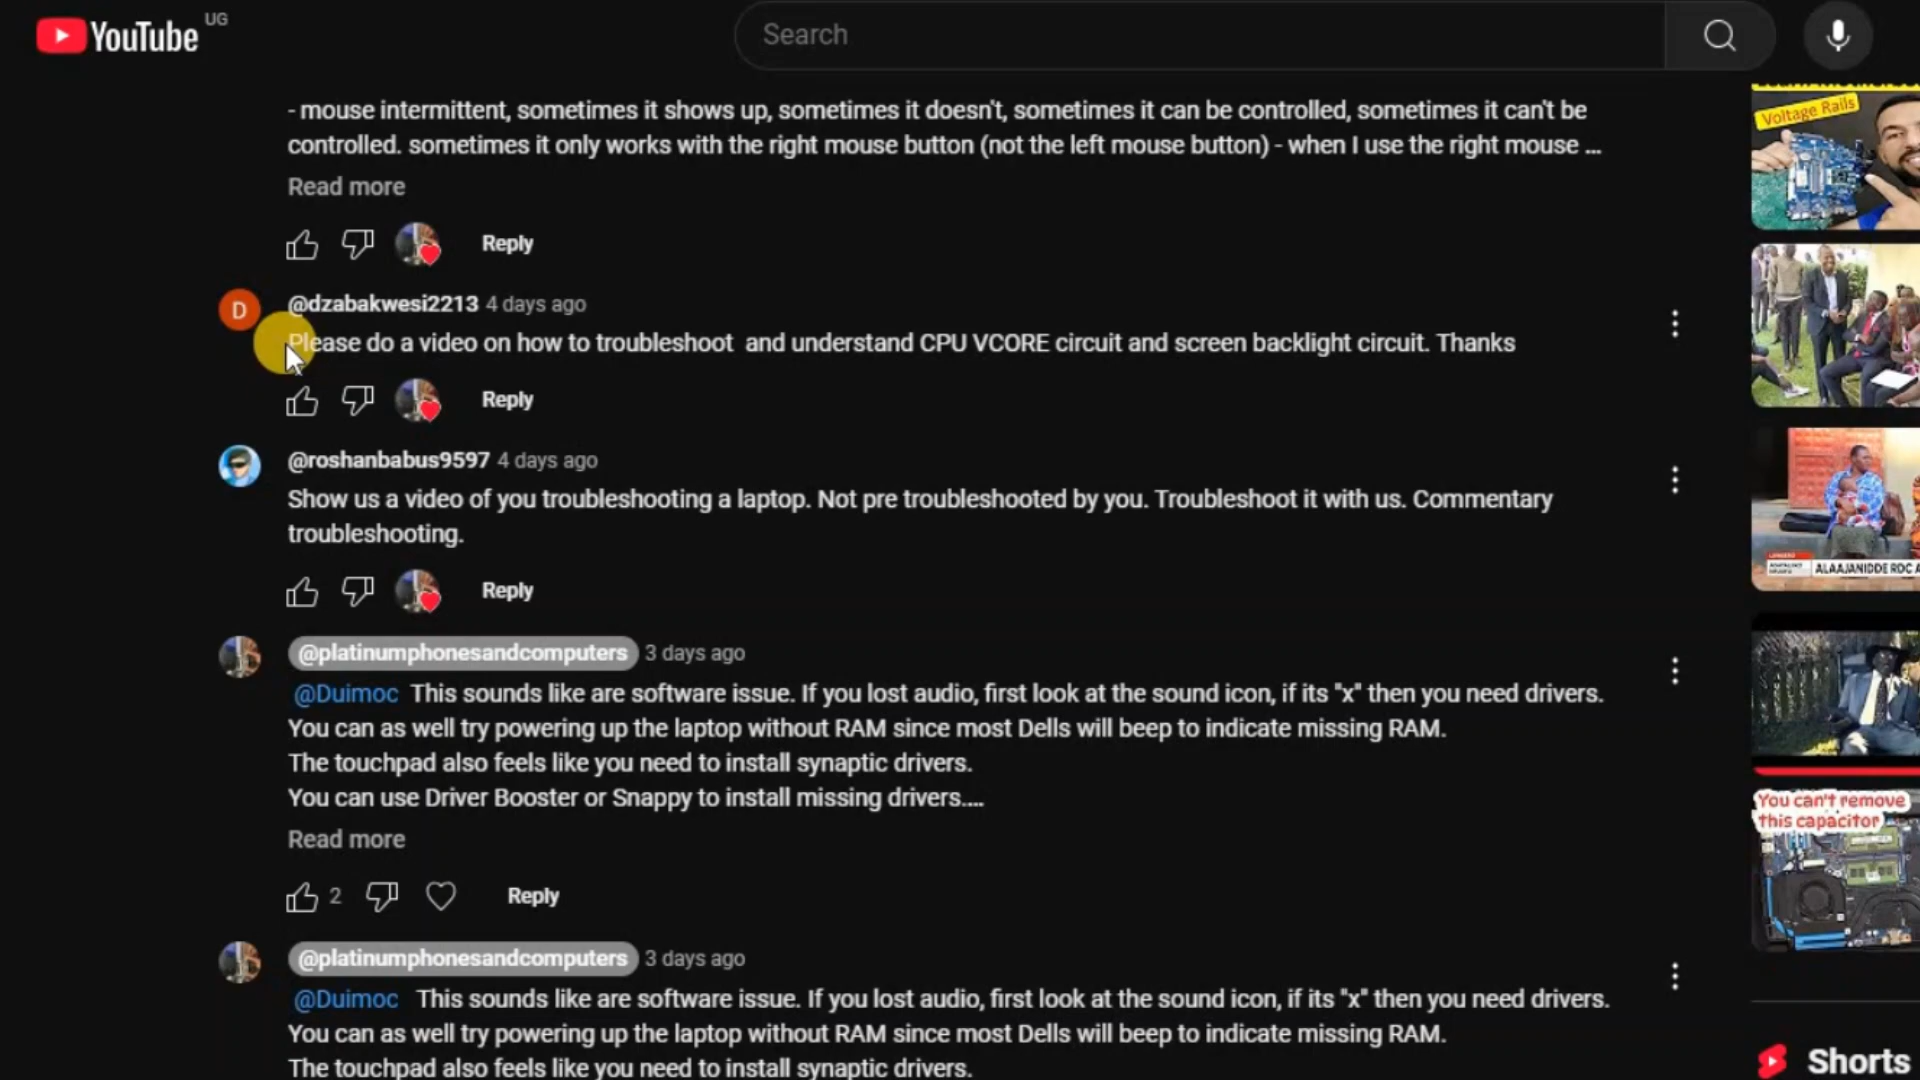 YouTube UG
Search
- mouse intermittent, sometimes it shows up, sometimes it doesn't, sometimes it can be controlled, sometimes it can't be
controlled. sometimes it only works with the right mouse button (not the left mouse button) - when I use the right mouse ...
Read more
Reply
D
@dzabakwesi2213 4 days ago
Please do a video on how to troubleshoot  and understand CPU VCORE circuit and screen backlight circuit. Thanks
Reply
@roshanbabus9597 4 days ago
Show us a video of you troubleshooting a laptop. Not pre troubleshooted by you. Troubleshoot it with us. Commentary
troubleshooting.
Reply
@platinumphonesandcomputers 3 days ago
@Duimoc This sounds like are software issue. If you lost audio, first look at the sound icon, if its "x" then you need drivers.
You can as well try powering up the laptop without RAM since most Dells will beep to indicate missing RAM.
The touchpad also feels like you need to install synaptic drivers.
You can use Driver Booster or Snappy to install missing drivers....
Read more
2
Reply
@platinumphonesandcomputers 3 days ago
@Duimoc This sounds like are software issue. If you lost audio, first look at the sound icon, if its "x" then you need drivers.
You can as well try powering up the laptop without RAM since most Dells will beep to indicate missing RAM.
The touchpad also feels like you need to install synaptic drivers.
Voltage Rails
ALAAJANIDDE ROC A
You can't remove
this capacitor
Shorts